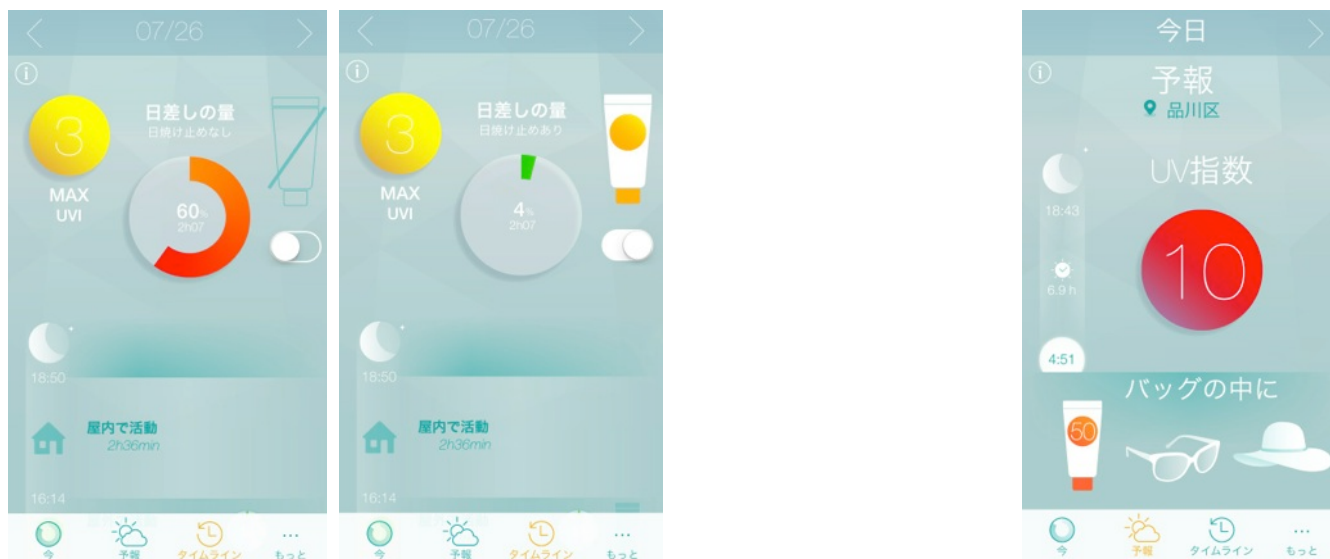 07/26
i
日差しの量
日焼け止めなし
3
MAX
UVI
60%
2h07
18:50
屋内で活動
2h36min
16:14
今
予報
タイムライン
もっと
07/26
i
日差しの量
日焼け止めあり
3
MAX
UVI
4%
2h07
18:50
屋内で活動
2h36min
16:14
今
予報
タイムライン
もっと
今日
i
予報
品川区
UV指数
18:43
10
6.9 h
4:51
バッグの中に
50
今
予報
タイムライン
もっと